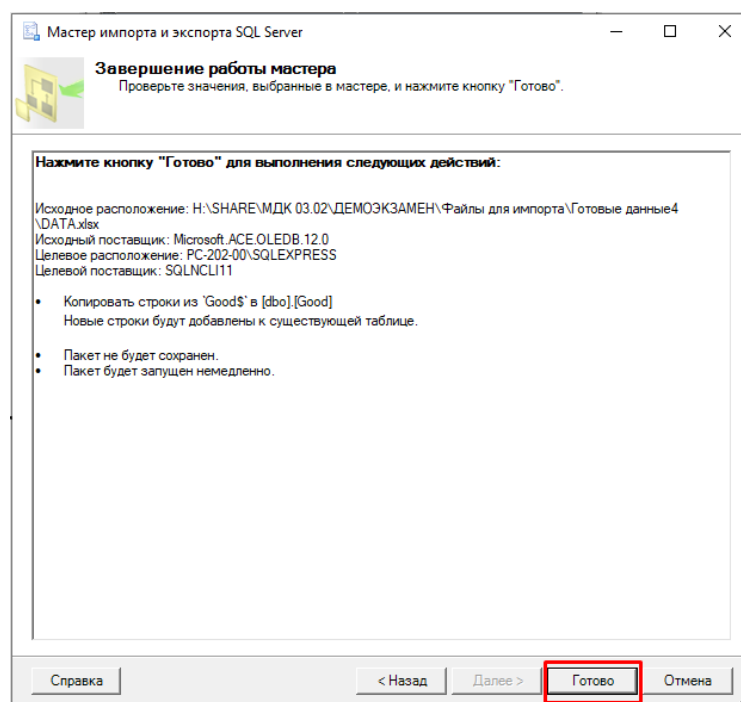 Мастер импорта и экспорта SQL Server
Завершение работы мастера
Проверьте значения, выбранные в мастере, и нажмите кнопку "Готово".
Нажмите кнопку "Готово" для выполнения следующих действий:
Исходное расположение: H:\SHARE\МДК 03.02\ДЕМОЭКЗАМЕН\Файлы для импорта\Готовые данные4
\DATA.xlsx
Исходный поставщик: Microsoft.ACE.OLEDB.12.0
Целевое расположение: PC-202-00\SQLEXPRESS
Целевой поставщик: SQLNCLI11
• Копировать строки из `Good$` в [dbo].[Good]
Новые строки будут добавлены к существующей таблице.
• Пакет не будет сохранен.
• Пакет будет запущен немедленно.
Справка < Назад Далее > Готово Отмена